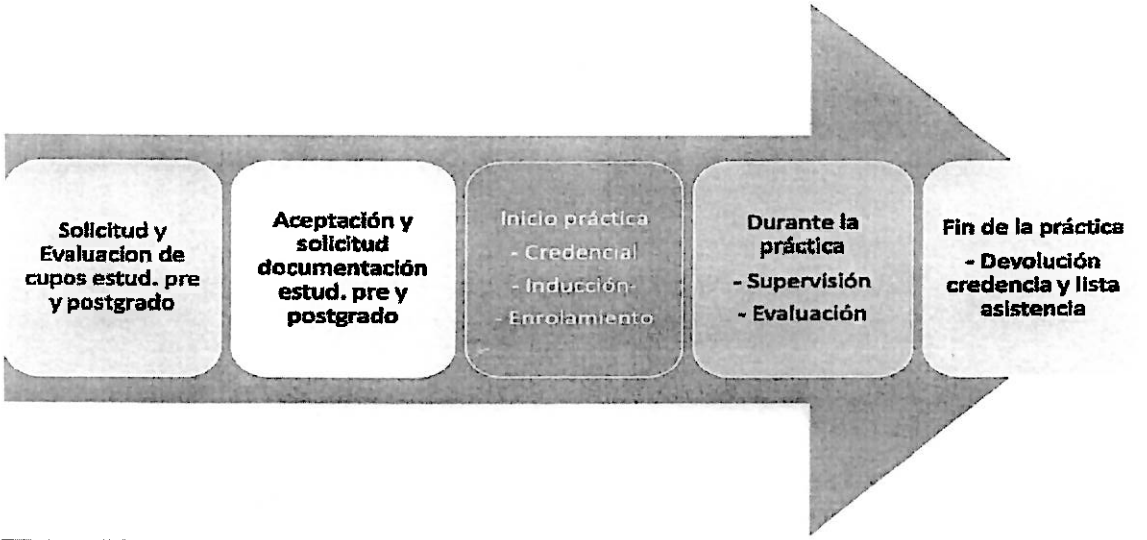 Solicitud y
Evaluacion de
cupos estud. pre
y postgrado
Aceptación y
solicitud
documentación
estud. pre y
postgrado
Inicio práctica
- Credencial
- Inducción-
- Enrolamiento
Durante la
práctica
- Supervisión
- Evaluación
Fin de la práctica
- Devolución
credencia y lista
asistencia